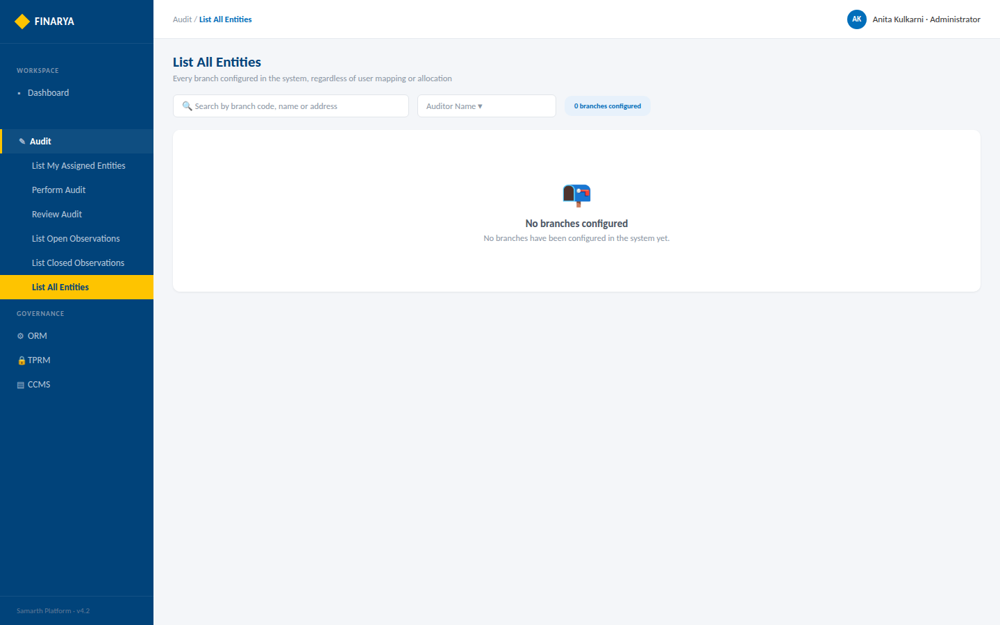 FINARYA
Audit / List All Entities
AK
Anita Kulkarni · Administrator
WORKSPACE
Dashboard
Audit
List My Assigned Entities
Perform Audit
Review Audit
List Open Observations
List Closed Observations
List All Entities
GOVERNANCE
ORM
TPRM
CCMS
Samarth Platform - v4.2
List All Entities
Every branch configured in the system, regardless of user mapping or allocation
Search by branch code, name or address
Auditor Name ▾
0 branches configured
No branches configured
No branches have been configured in the system yet.